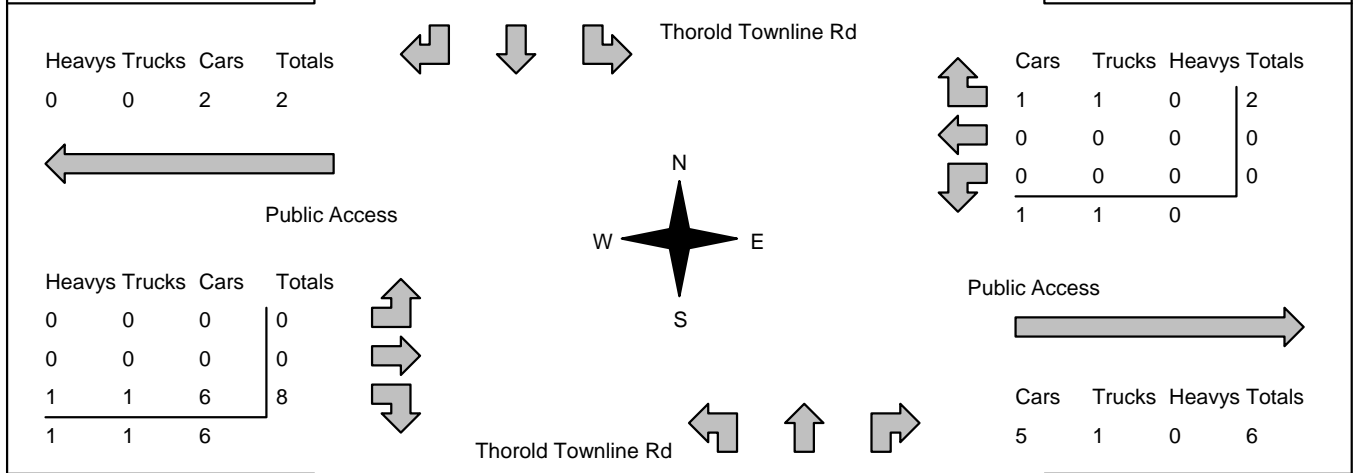 Thorold Townline Rd
Heavys Trucks Cars Totals
0 0 2 2
Cars Trucks Heavys Totals
1 1 0 2
0 0 0 0
0 0 0 0
1 1 0
Public Access
N
W E
S
Heavys Trucks Cars Totals
0 0 0 0
0 0 0 0
1 1 6 8
1 1 6
Public Access
Cars Trucks Heavys Totals
5 1 0 6
Thorold Townline Rd